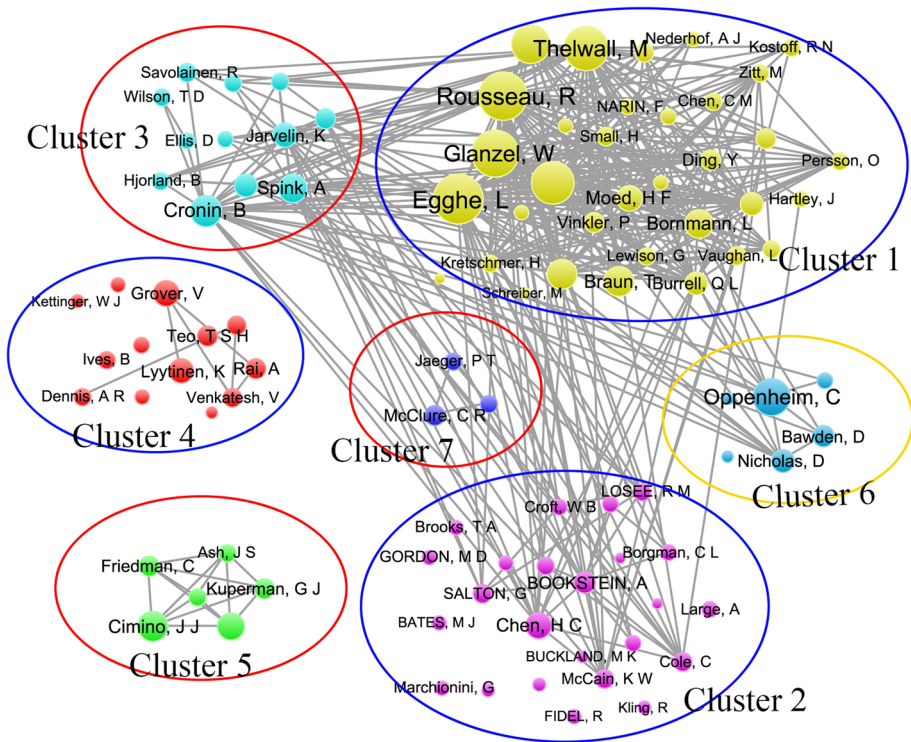 Thelwall, M
Nederhof, A J
Kostoff, R N
Savolainen, R
Zitt, M
Wilson, T D
Rousseau, R
NARIN, F
Chen, C M
Cluster 3
Ellis, D
Jarvelin, K
Small, H
Glanzel, W
Ding, Y
Persson, O
Hjorland, B
Spink, A
Egghe, L
Moed, H F
Hartley, J
Cronin, B
Vinkler, P
Bornmann, L
Kretschmer, H
Lewison, G
Vaughan, L
Cluster 1
Schreiber, M
Braun, T
Burrell, Q L
Kettinger, W J
Grover, V
Teo, T S H
Ives, B
Lyytinen, K
Rai, A
Dennis, A R
Venkatesh, V
Cluster 4
Jaeger, P T
McClure, C R
Cluster 7
Oppenheim, C
Bawden, D
Nicholas, D
Cluster 6
LOSEE, R M
Croft, W B
Brooks, T A
GORDON, M D
Borgman, C L
SALTON, G
BOOKSTEIN, A
BATES, M J
Chen, H C
Large, A
BUCKLAND, M K
Cole, C
Marchionini, G
McCain, K W
Cluster 2
FIDEL, R
Kling, R
Ash, J S
Friedman, C
Kuperman, G J
Cimino, J J
Cluster 5